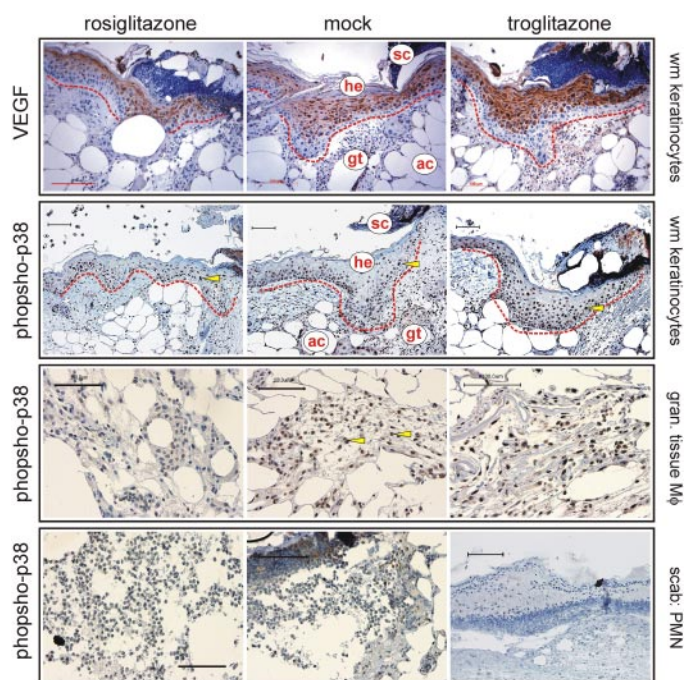 rosiglitazone mock troglitazone
VEGF
sc
he
gt
ac
wm keratinocytes
phopsho-p38
sc
he
ac
gt
wm keratinocytes
phopsho-p38
gran. tissue Mϕ
phopsho-p38
scab: PMN